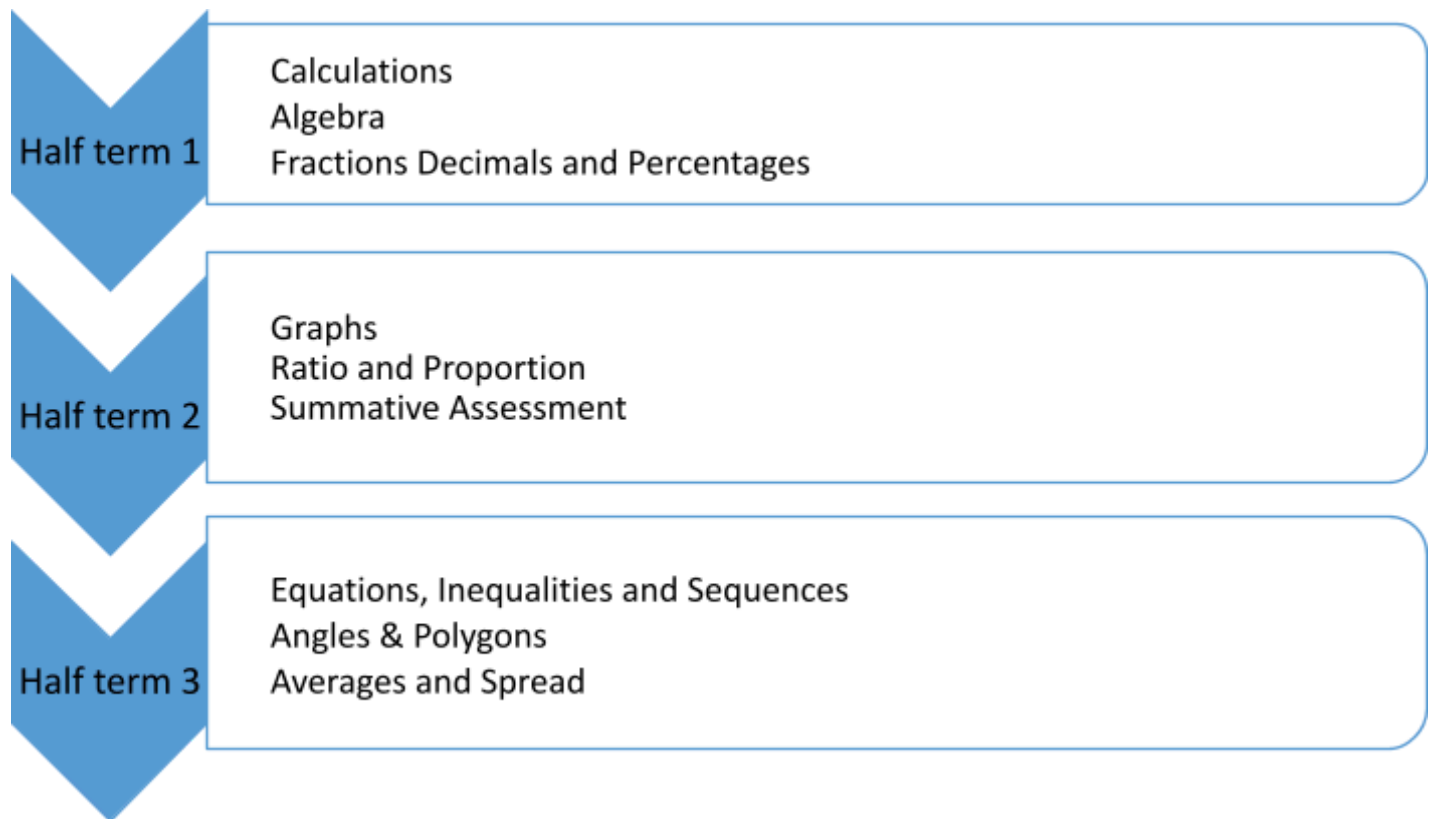 Half term 1
Calculations
Algebra
Fractions Decimals and Percentages
Half term 2
Graphs
Ratio and Proportion
Summative Assessment
Half term 3
Equations, Inequalities and Sequences
Angles & Polygons
Averages and Spread